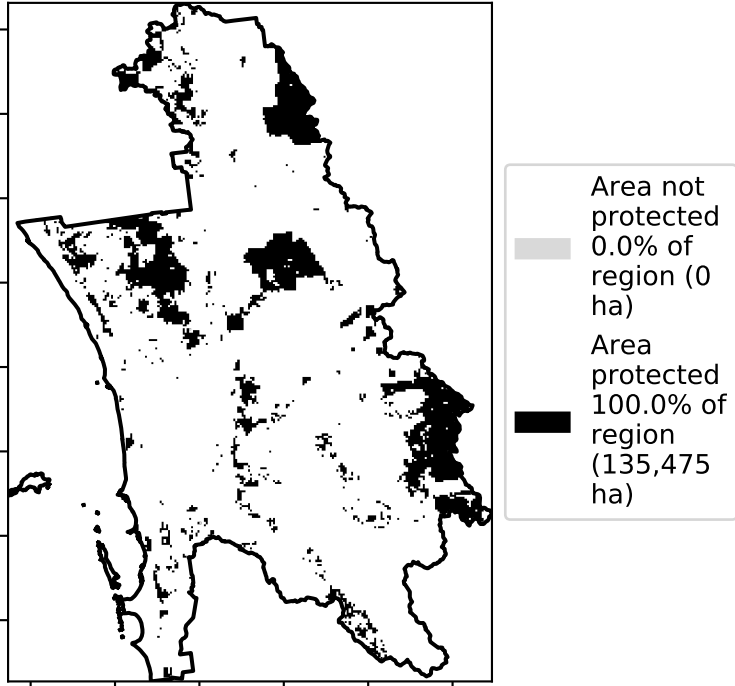 Area not
protected
0.0% of
region (0
ha)
Area
protected
100.0% of
region
(135,475
ha)